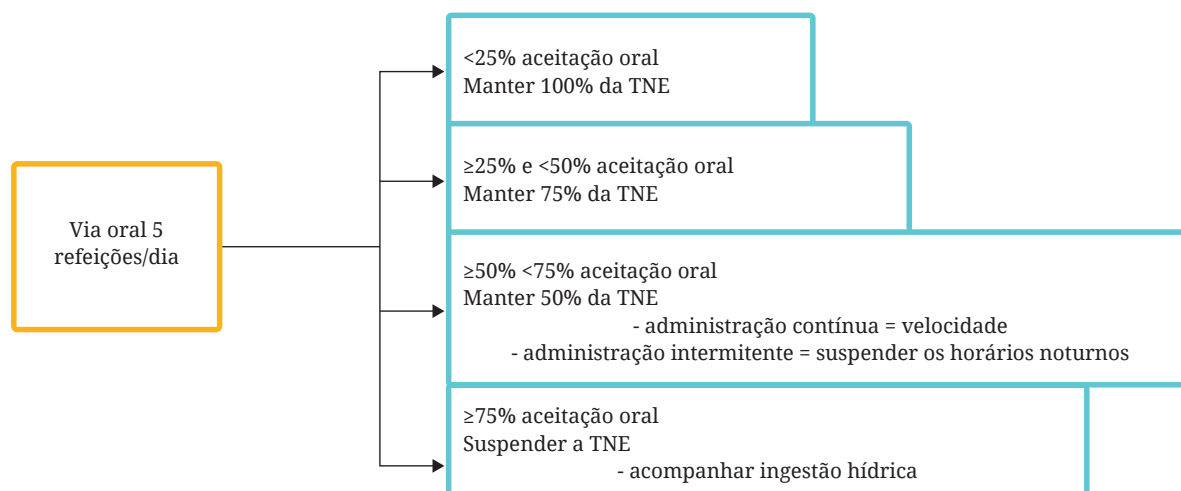 Via oral 5
refeições/dia
<25% aceitação oral
Manter 100% da TNE
≥25% e <50% aceitação oral
Manter 75% da TNE
≥50% <75% aceitação oral
Manter 50% da TNE
- administração contínua = velocidade
- administração intermitente = suspender os horários noturnos
≥75% aceitação oral
Suspender a TNE
- acompanhar ingestão hídrica